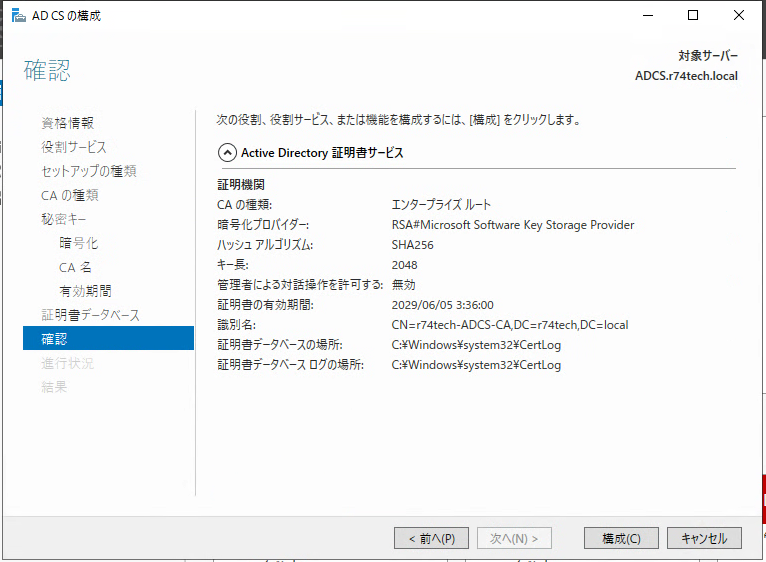 AD CS の構成
確認
対象サーバー
ADCS.r74tech.local
資格情報
役割サービス
セットアップの種類
CA の種類
秘密キー
暗号化
CA 名
有効期間
証明書データベース
確認
進行状況
結果
次の役割、役割サービス、または機能を構成するには、[構成] をクリックします。
Active Directory 証明書サービス
証明機関
CA の種類: エンタープライズ ルート
暗号化プロバイダー: RSA#Microsoft Software Key Storage Provider
ハッシュ アルゴリズム: SHA256
キー長: 2048
管理者による対話操作を許可する: 無効
証明書の有効期間: 2029/06/05 3:36:00
識別名: CN=r74tech-ADCS-CA,DC=r74tech,DC=local
証明書データベースの場所: C:¥Windows¥system32¥CertLog
証明書データベース ログの場所: C:¥Windows¥system32¥CertLog
< 前へ(P) 次へ(N) > 構成(C) キャンセル